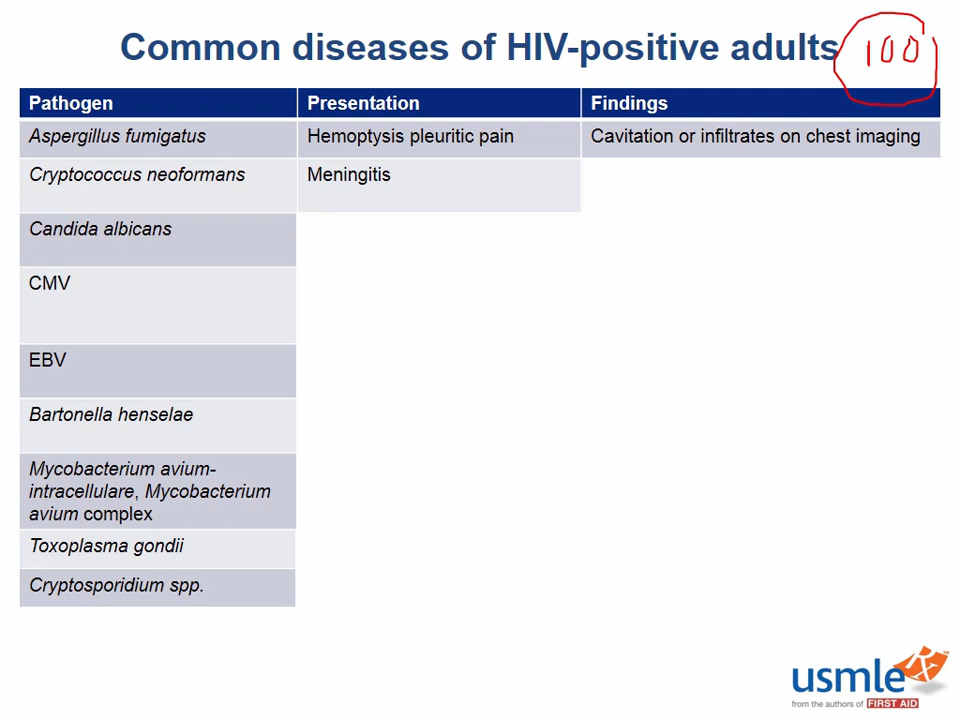 Common diseases of HIV-positive adults
100
Pathogen Presentation Findings
Aspergillus fumigatus Hemoptysis pleuritic pain Cavitation or infiltrates on chest imaging
Cryptococcus neoformans Meningitis
Candida albicans
CMV
EBV
Bartonella henselae
Mycobacterium avium-
intracellulare, Mycobacterium
avium complex
Toxoplasma gondii
Cryptosporidium spp.
usmle Rx™
from the authors of FIRST AID